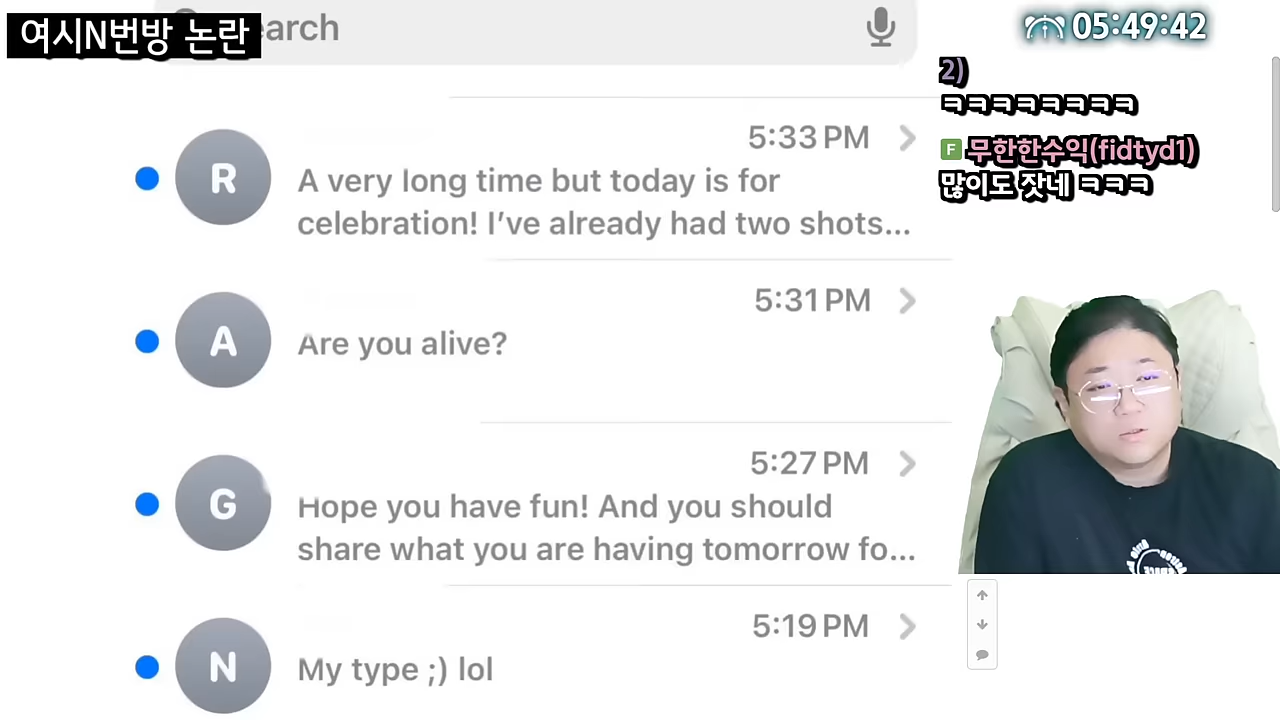 여시N번방 논란
earch
05:49:42
2)
ㅋㅋㅋㅋㅋㅋㅋㅋ
F 무한한수익(fidtyd1)
많이도 잣네 ㅋㅋㅋ
5:33 PM
R
A very long time but today is for
celebration! I’ve already had two shots...
5:31 PM
A
Are you alive?
5:27 PM
G
Hope you have fun! And you should
share what you are having tomorrow fo...
5:19 PM
N
My type ;) lol